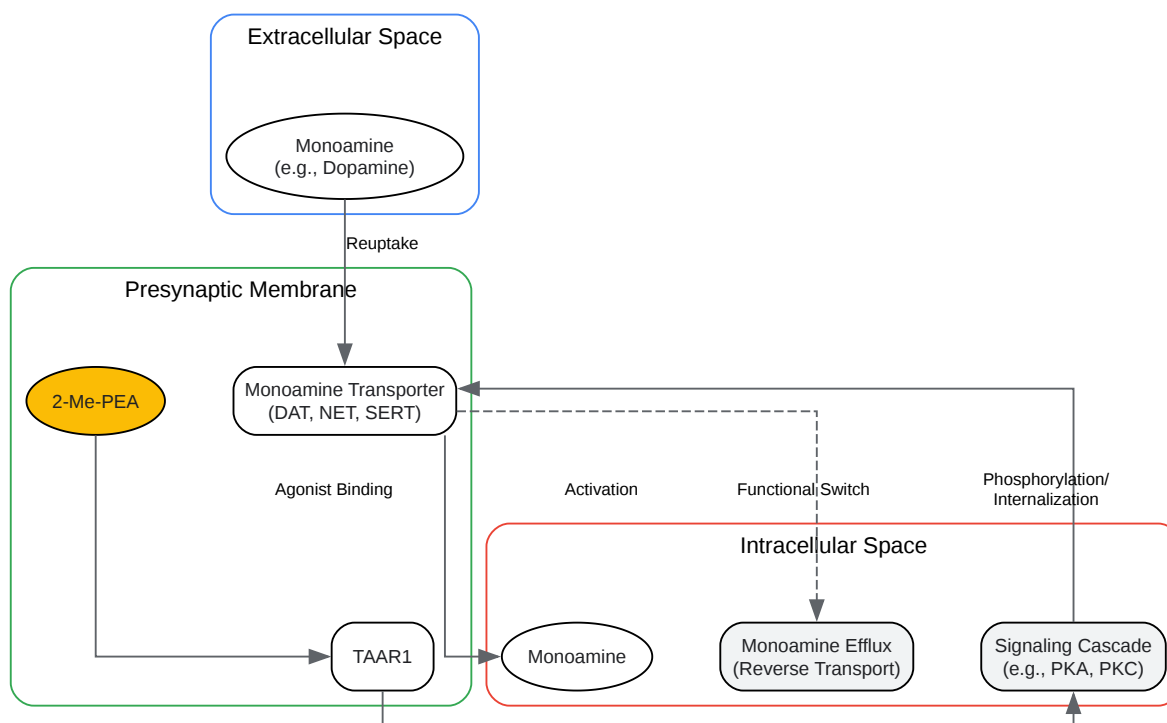 Extracellular Space
Monoamine
(e.g., Dopamine)
Reuptake
Presynaptic Membrane
2-Me-PEA
Monoamine Transporter
(DAT, NET, SERT)
Agonist Binding
Activation
Functional Switch
Phosphorylation/
Internalization
Intracellular Space
TAAR1
Monoamine
Monoamine Efflux
(Reverse Transport)
Signaling Cascade
(e.g., PKA, PKC)